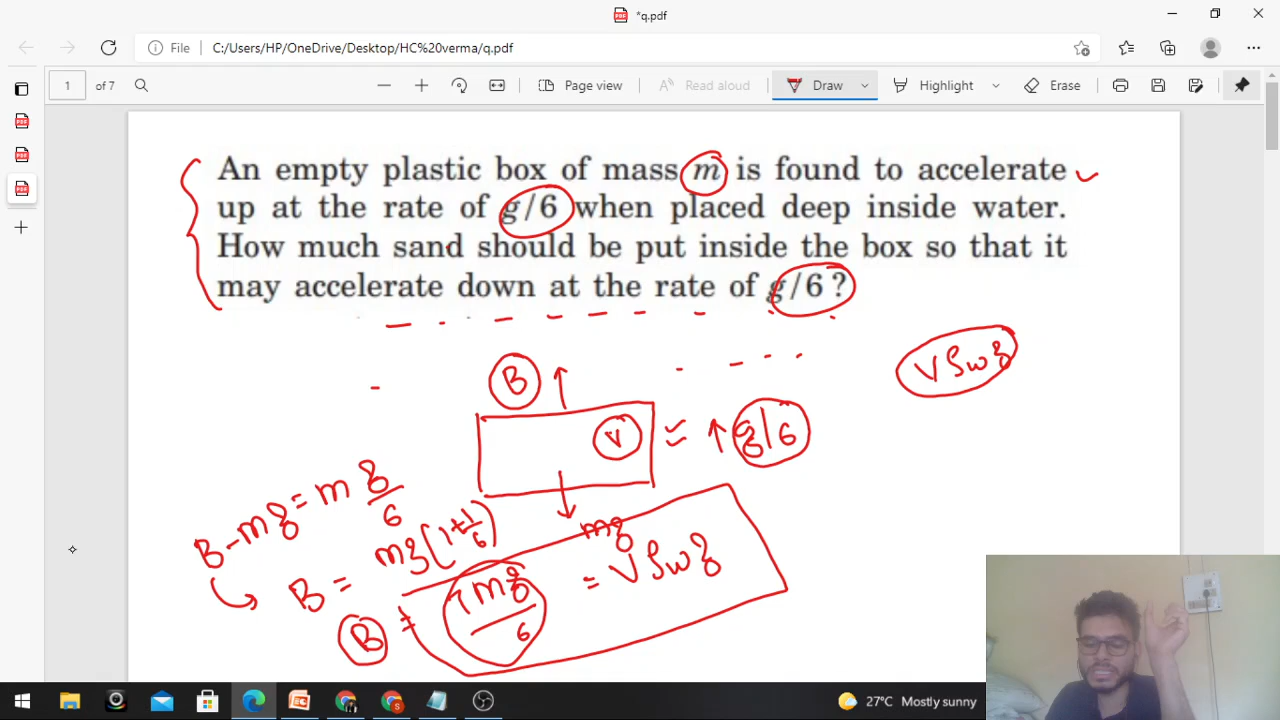 *q.pdf
File C:/Users/HP/OneDrive/Desktop/HC%20verma/q.pdf
1 of 7 Page view Read aloud Draw Highlight Erase
An empty plastic box of mass m is found to accelerate
up at the rate of g/6 when placed deep inside water.
How much sand should be put inside the box so that it
may accelerate down at the rate of g/6 ?
B
Vρwg
V ↑ g/6
B-mg = m g/6
mg
B = mg(1+1/6)
B = 7mg/6 = Vρwg
27°C Mostly sunny